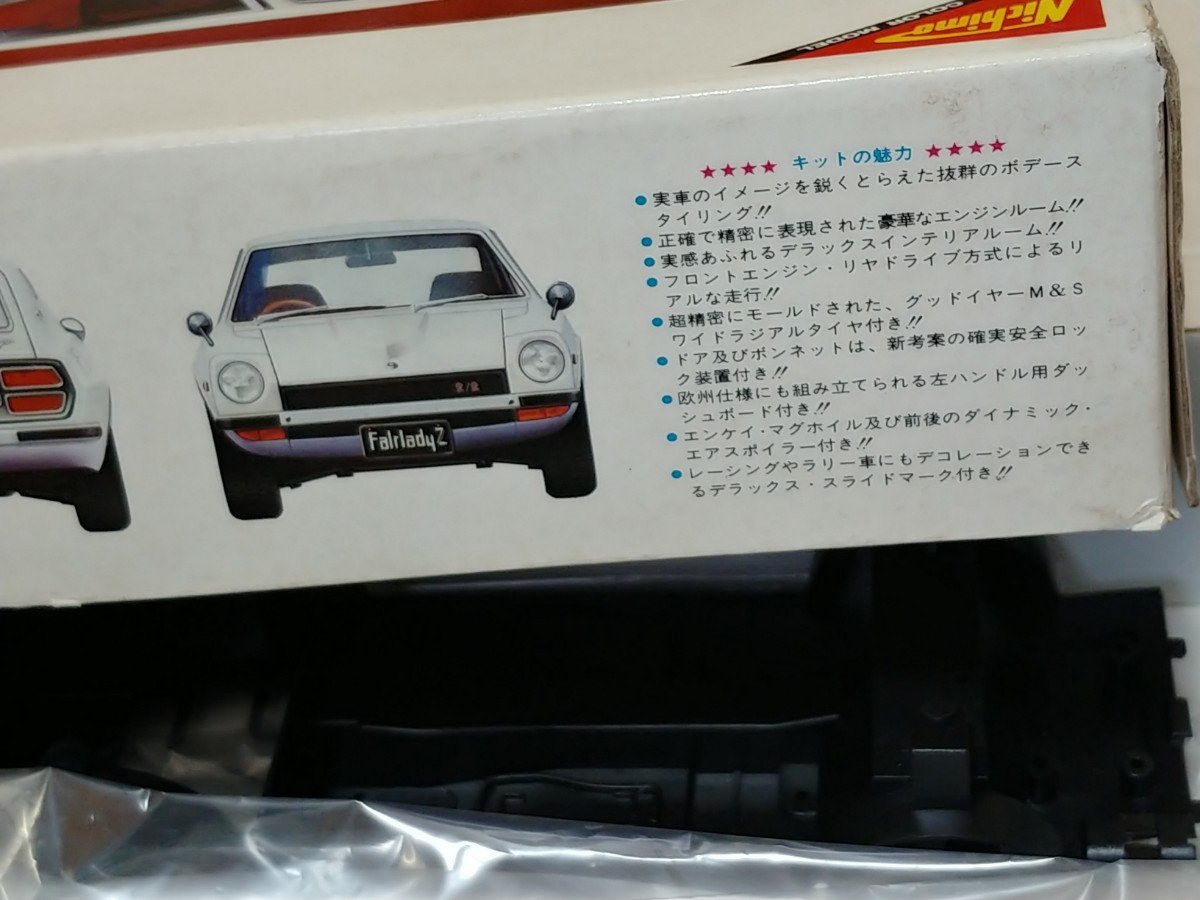 Nichimo
COLOR MODEL
★★★★ キットの魅力 ★★★★
●実車のイメージを鋭くとらえた抜群のボデース
タイリング!!
●正確で精密に表現された豪華なエンジンルーム!!
●実感あふれるデラックスインテリアルーム!!
●フロントエンジン・リヤドライブ方式によるリ
アルな走行!!
●超精密にモールドされた、グッドイヤーM&S
ワイドラジアルタイヤ付き!!
●ドア及びボンネットは、新考案の確実安全ロッ
ク装置付き!!
●欧州仕様にも組み立てられる左ハンドル用ダッ
シュボード付き!!
●エンケイ・マグホイル及び前後のダイナミック・
エアスポイラー付き!!
●レーシングやラリー車にもデコレーションでき
るデラックス・スライドマーク付き!!
2/2
FairladyZ